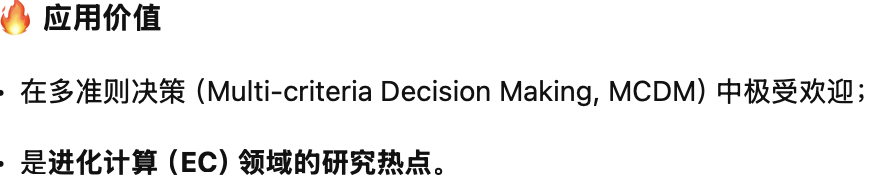 🔥 应用价值
• 在多准则决策（Multi-criteria Decision Making, MCDM）中极受欢迎；
• 是进化计算（EC）领域的研究热点。